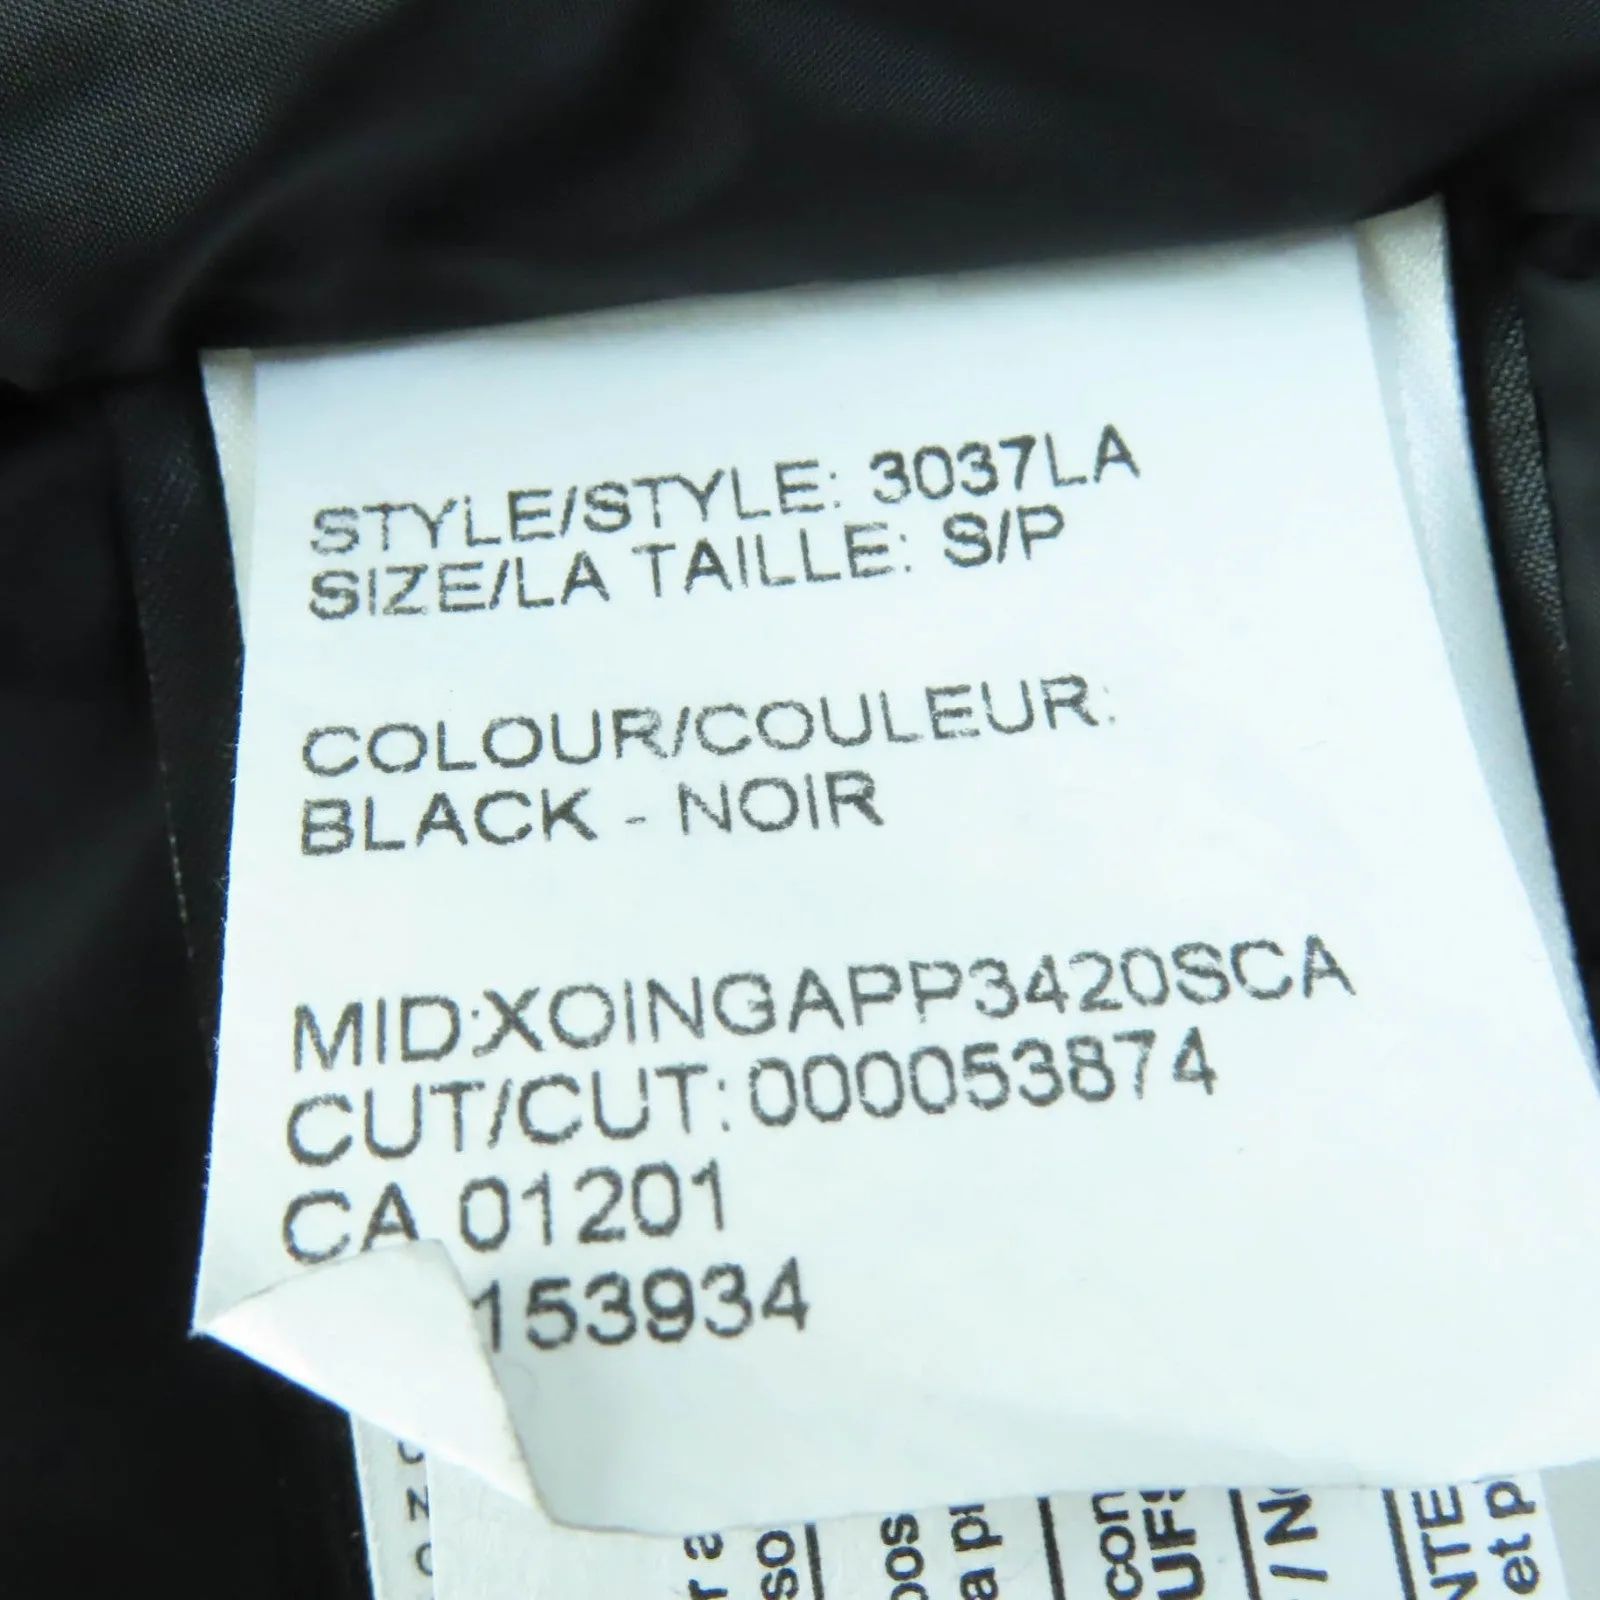 STYLE/STYLE: 3037LA
SIZE/LA TAILLE: S/P
COLOUR/COULEUR:
BLACK - NOIR
MID:XOINGAPP3420SCA
CUT/CUT:000053874
CA 01201
153934